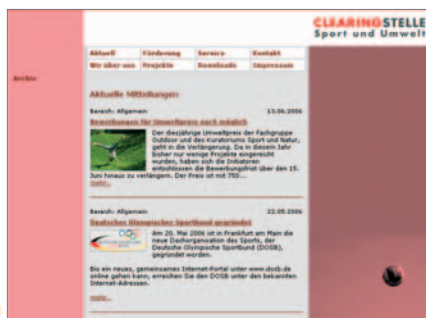 CLEARINGSTELLE
Sport und Umwelt
Aktuell Förderung Service Kontakt
Wir über uns Projekte Downloads Impressum
Archiv
Aktuelle Mitteilungen
Bereich: Allgemein 13.06.2006
Bewerbungen für Umweltpreis noch möglich
Der diesjährige Umweltpreis der Fachgruppe
Outdoor und des Kuratoriums Sport und Natur,
geht in die Verlängerung. Da in diesem Jahr
bisher nur wenige Projekte eingereicht
wurden, haben sich die Initiatoren
entschlossen die Bewerbungsfrist über den 15.
Juni hinaus zu verlängern. Der Preis ist mit 750...
mehr...
Bereich: Allgemein 22.05.2006
Deutscher Olympischer Sportbund gegründet
Am 20. Mai 2006 ist in Frankfurt am Main die
neue Dachorganisation des Sports, der
Deutsche Olympische Sportbund (DOSB),
gegründet worden.
Bis ein neues, gemeinsames Internet-Portal unter www.dosb.de
online gehen kann, erreichen Sie den DOSB unter den bekannten
Internet-Adressen.
mehr...